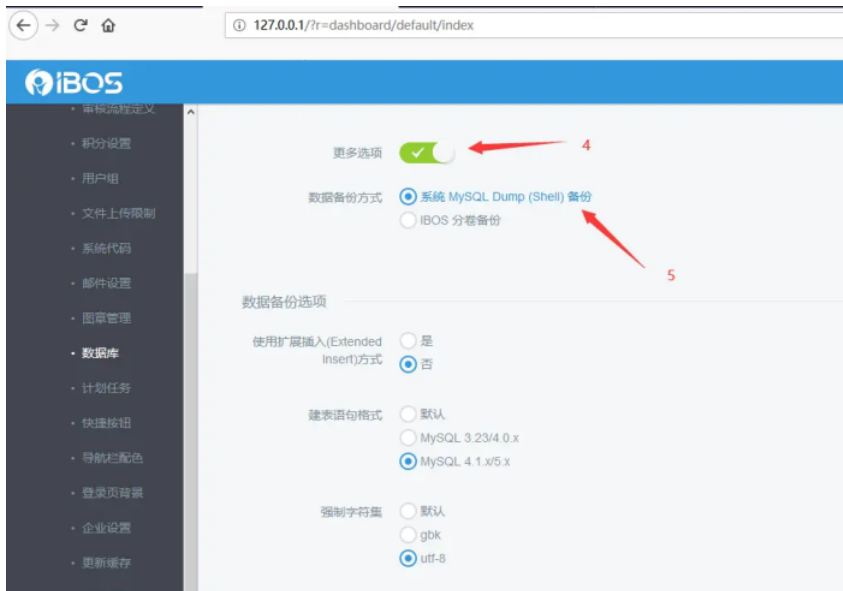 127.0.0.1/?r=dashboard/default/index
iBOS
审核流程定义
积分设置
用户组
文件上传限制
系统代码
邮件设置
图章管理
数据库
计划任务
快捷按钮
导航栏配色
登录页背景
企业设置
更新缓存
更多选项
4
数据备份方式
系统 MySQL Dump (Shell) 备份
IBOS 分卷备份
5
数据备份选项
使用扩展插入(Extended
Insert)方式
是
否
建表语句格式
默认
MySQL 3.23/4.0.x
MySQL 4.1.x/5.x
强制字符集
默认
gbk
utf-8